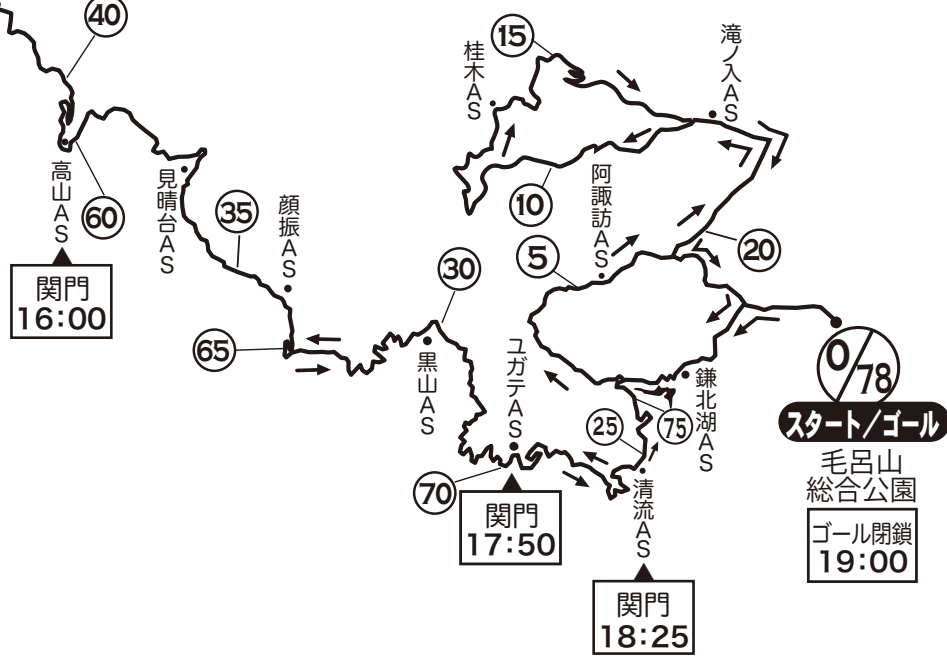 40
15
滝ノ入AS
桂木AS
高山AS
60
見晴台AS
35
顔振AS
10
阿諏訪AS
20
5
30
関門
16:00
65
黒山AS
ユガテAS
鎌北湖AS
0/78
スタート/ゴール
毛呂山
総合公園
ゴール閉鎖
19:00
25
75
70
清流AS
関門
17:50
関門
18:25